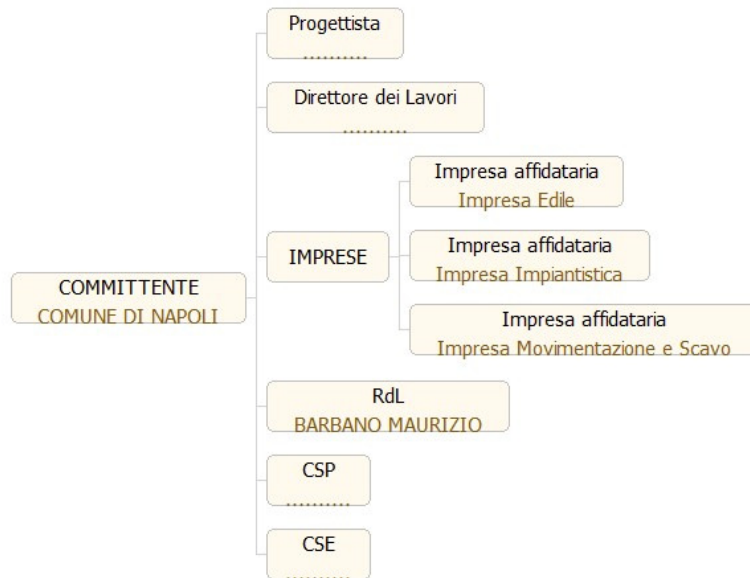 Progettista
..........
Direttore dei Lavori
..........
Impresa affidataria
Impresa Edile
IMPRESE
Impresa affidataria
Impresa Impiantistica
COMMITTENTE
COMUNE DI NAPOLI
Impresa affidataria
Impresa Movimentazione e Scavo
RdL
BARBANO MAURIZIO
CSP
..........
CSE
..........